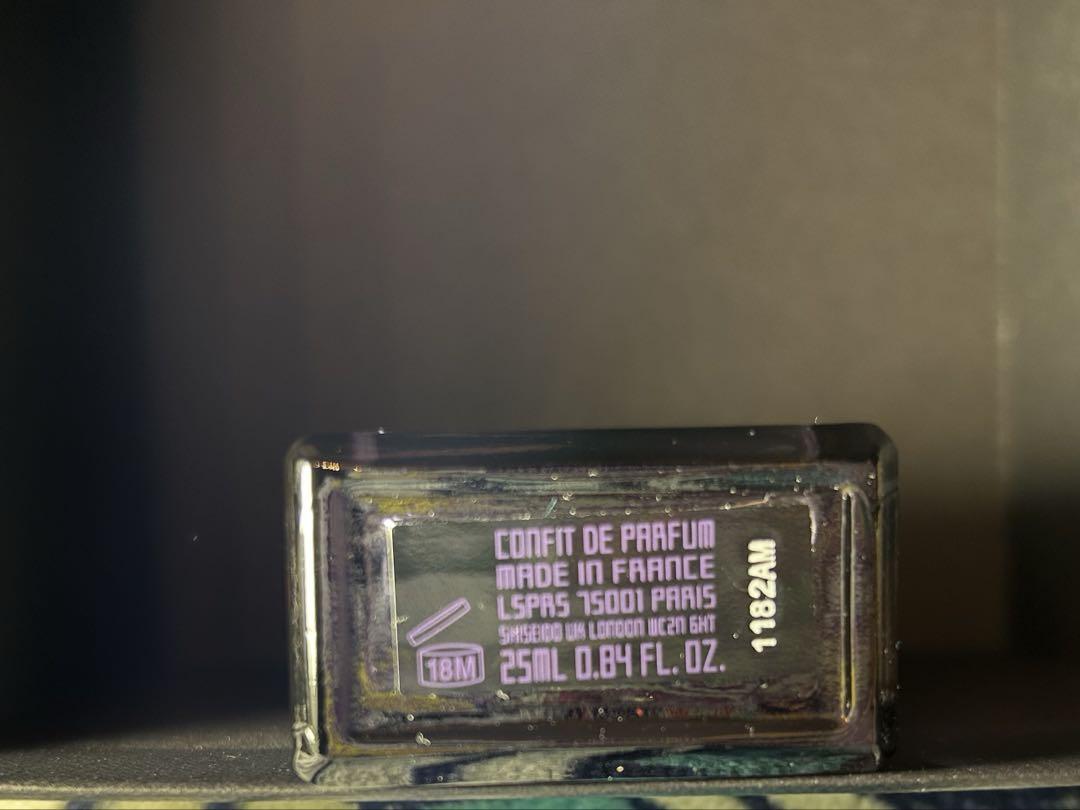 CONFIT DE PARFUM
MADE IN FRANCE
LSPRS 75001 PARIS
SHISEIDO UK LONDON WC2N 6HT
25ML 0.84 FL. OZ.
18M
1182AM